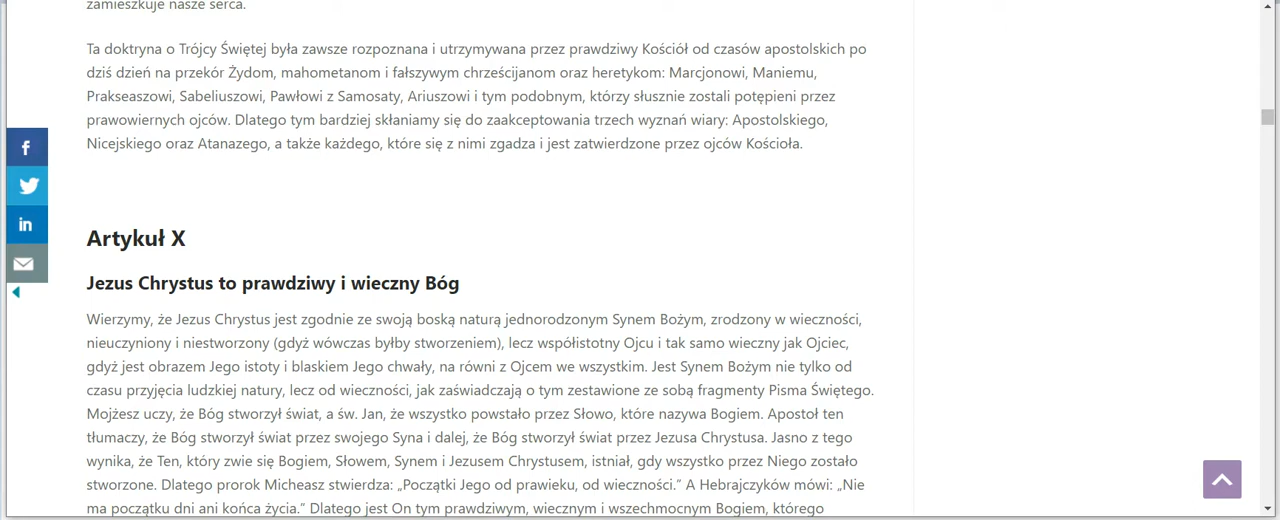 zamieszkuje nasze serca.
Ta doktryna o Trójcy Świętej była zawsze rozpoznana i utrzymywana przez prawdziwy Kościół od czasów apostolskich po
dziś dzień na przekór Żydom, mahometanom i fałszywym chrześcijanom oraz heretykom: Marcjonowi, Maniemu,
Prakseaszowi, Sabeliuszowi, Pawłowi z Samosaty, Ariuszowi i tym podobnym, którzy słusznie zostali potępieni przez
prawowiernych ojców. Dlatego tym bardziej skłaniamy się do zaakceptowania trzech wyznań wiary: Apostolskiego,
Nicejskiego oraz Atanazego, a także każdego, które się z nimi zgadza i jest zatwierdzone przez ojców Kościoła.
Artykuł X
Jezus Chrystus to prawdziwy i wieczny Bóg
Wierzymy, że Jezus Chrystus jest zgodnie ze swoją boską naturą jednorodzonym Synem Bożym, zrodzony w wieczności,
nieuczyniony i niestworzony (gdyż wówczas byłby stworzeniem), lecz współistotny Ojcu i tak samo wieczny jak Ojciec,
gdyż jest obrazem Jego istoty i blaskiem Jego chwały, na równi z Ojcem we wszystkim. Jest Synem Bożym nie tylko od
czasu przyjęcia ludzkiej natury, lecz od wieczności, jak zaświadczają o tym zestawione ze sobą fragmenty Pisma Świętego.
Mojżesz uczy, że Bóg stworzył świat, a św. Jan, że wszystko powstało przez Słowo, które nazywa Bogiem. Apostoł ten
tłumaczy, że Bóg stworzył świat przez swojego Syna i dalej, że Bóg stworzył świat przez Jezusa Chrystusa. Jasno z tego
wynika, że Ten, który zwie się Bogiem, Słowem, Synem i Jezusem Chrystusem, istniał, gdy wszystko przez Niego zostało
stworzone. Dlatego prorok Micheasz stwierdza: „Początki Jego od prawieku, od wieczności.” A Hebrajczyków mówi: „Nie
ma początku dni ani końca życia.” Dlatego jest On tym prawdziwym, wiecznym i wszechmocnym Bogiem, którego